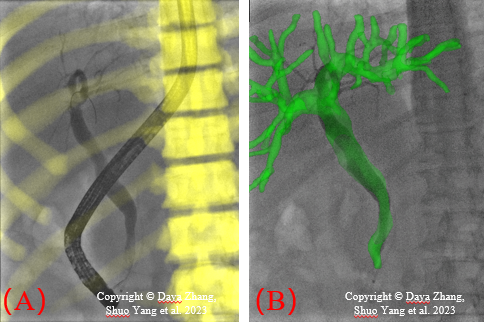 (A)
Copyright © Daya Zhang,
Shuo Yang et al. 2023
(B)
Copyright © Daya Zhang,
Shuo Yang et al. 2023